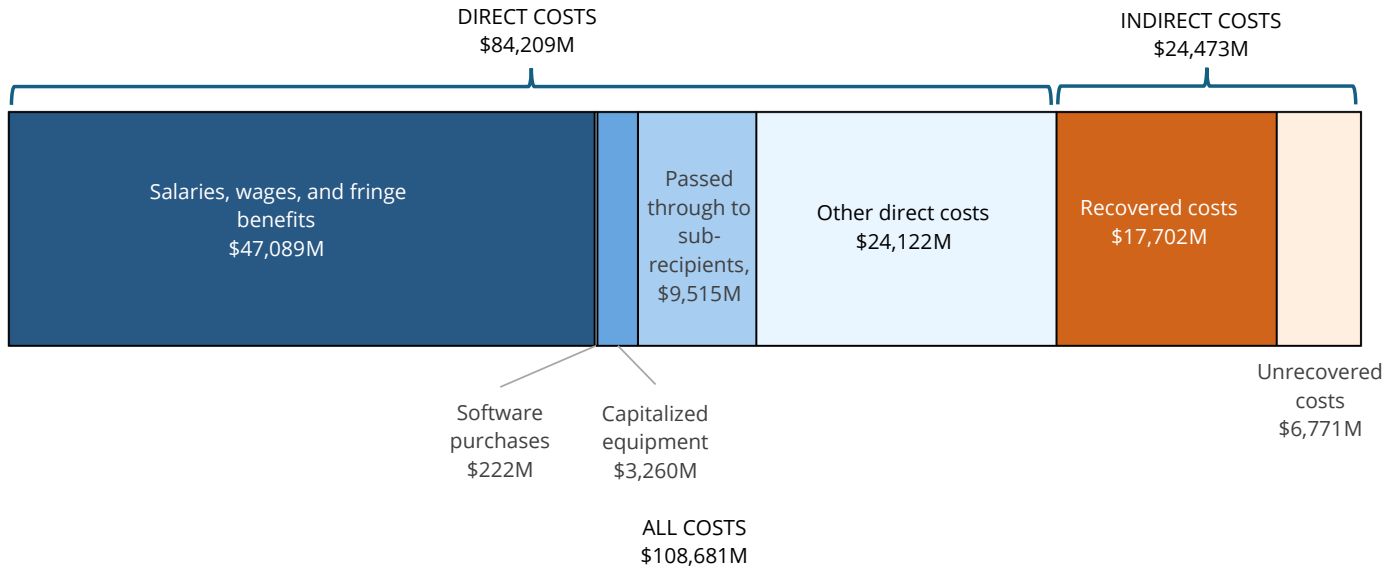 DIRECT COSTS
$84,209M
INDIRECT COSTS
$24,473M
Salaries, wages, and fringe
benefits
$47,089M
Passed
through to
sub-
recipients,
$9,515M
Other direct costs
$24,122M
Recovered costs
$17,702M
Software
purchases
$222M
Capitalized
equipment
$3,260M
Unrecovered
costs
$6,771M
ALL COSTS
$108,681M